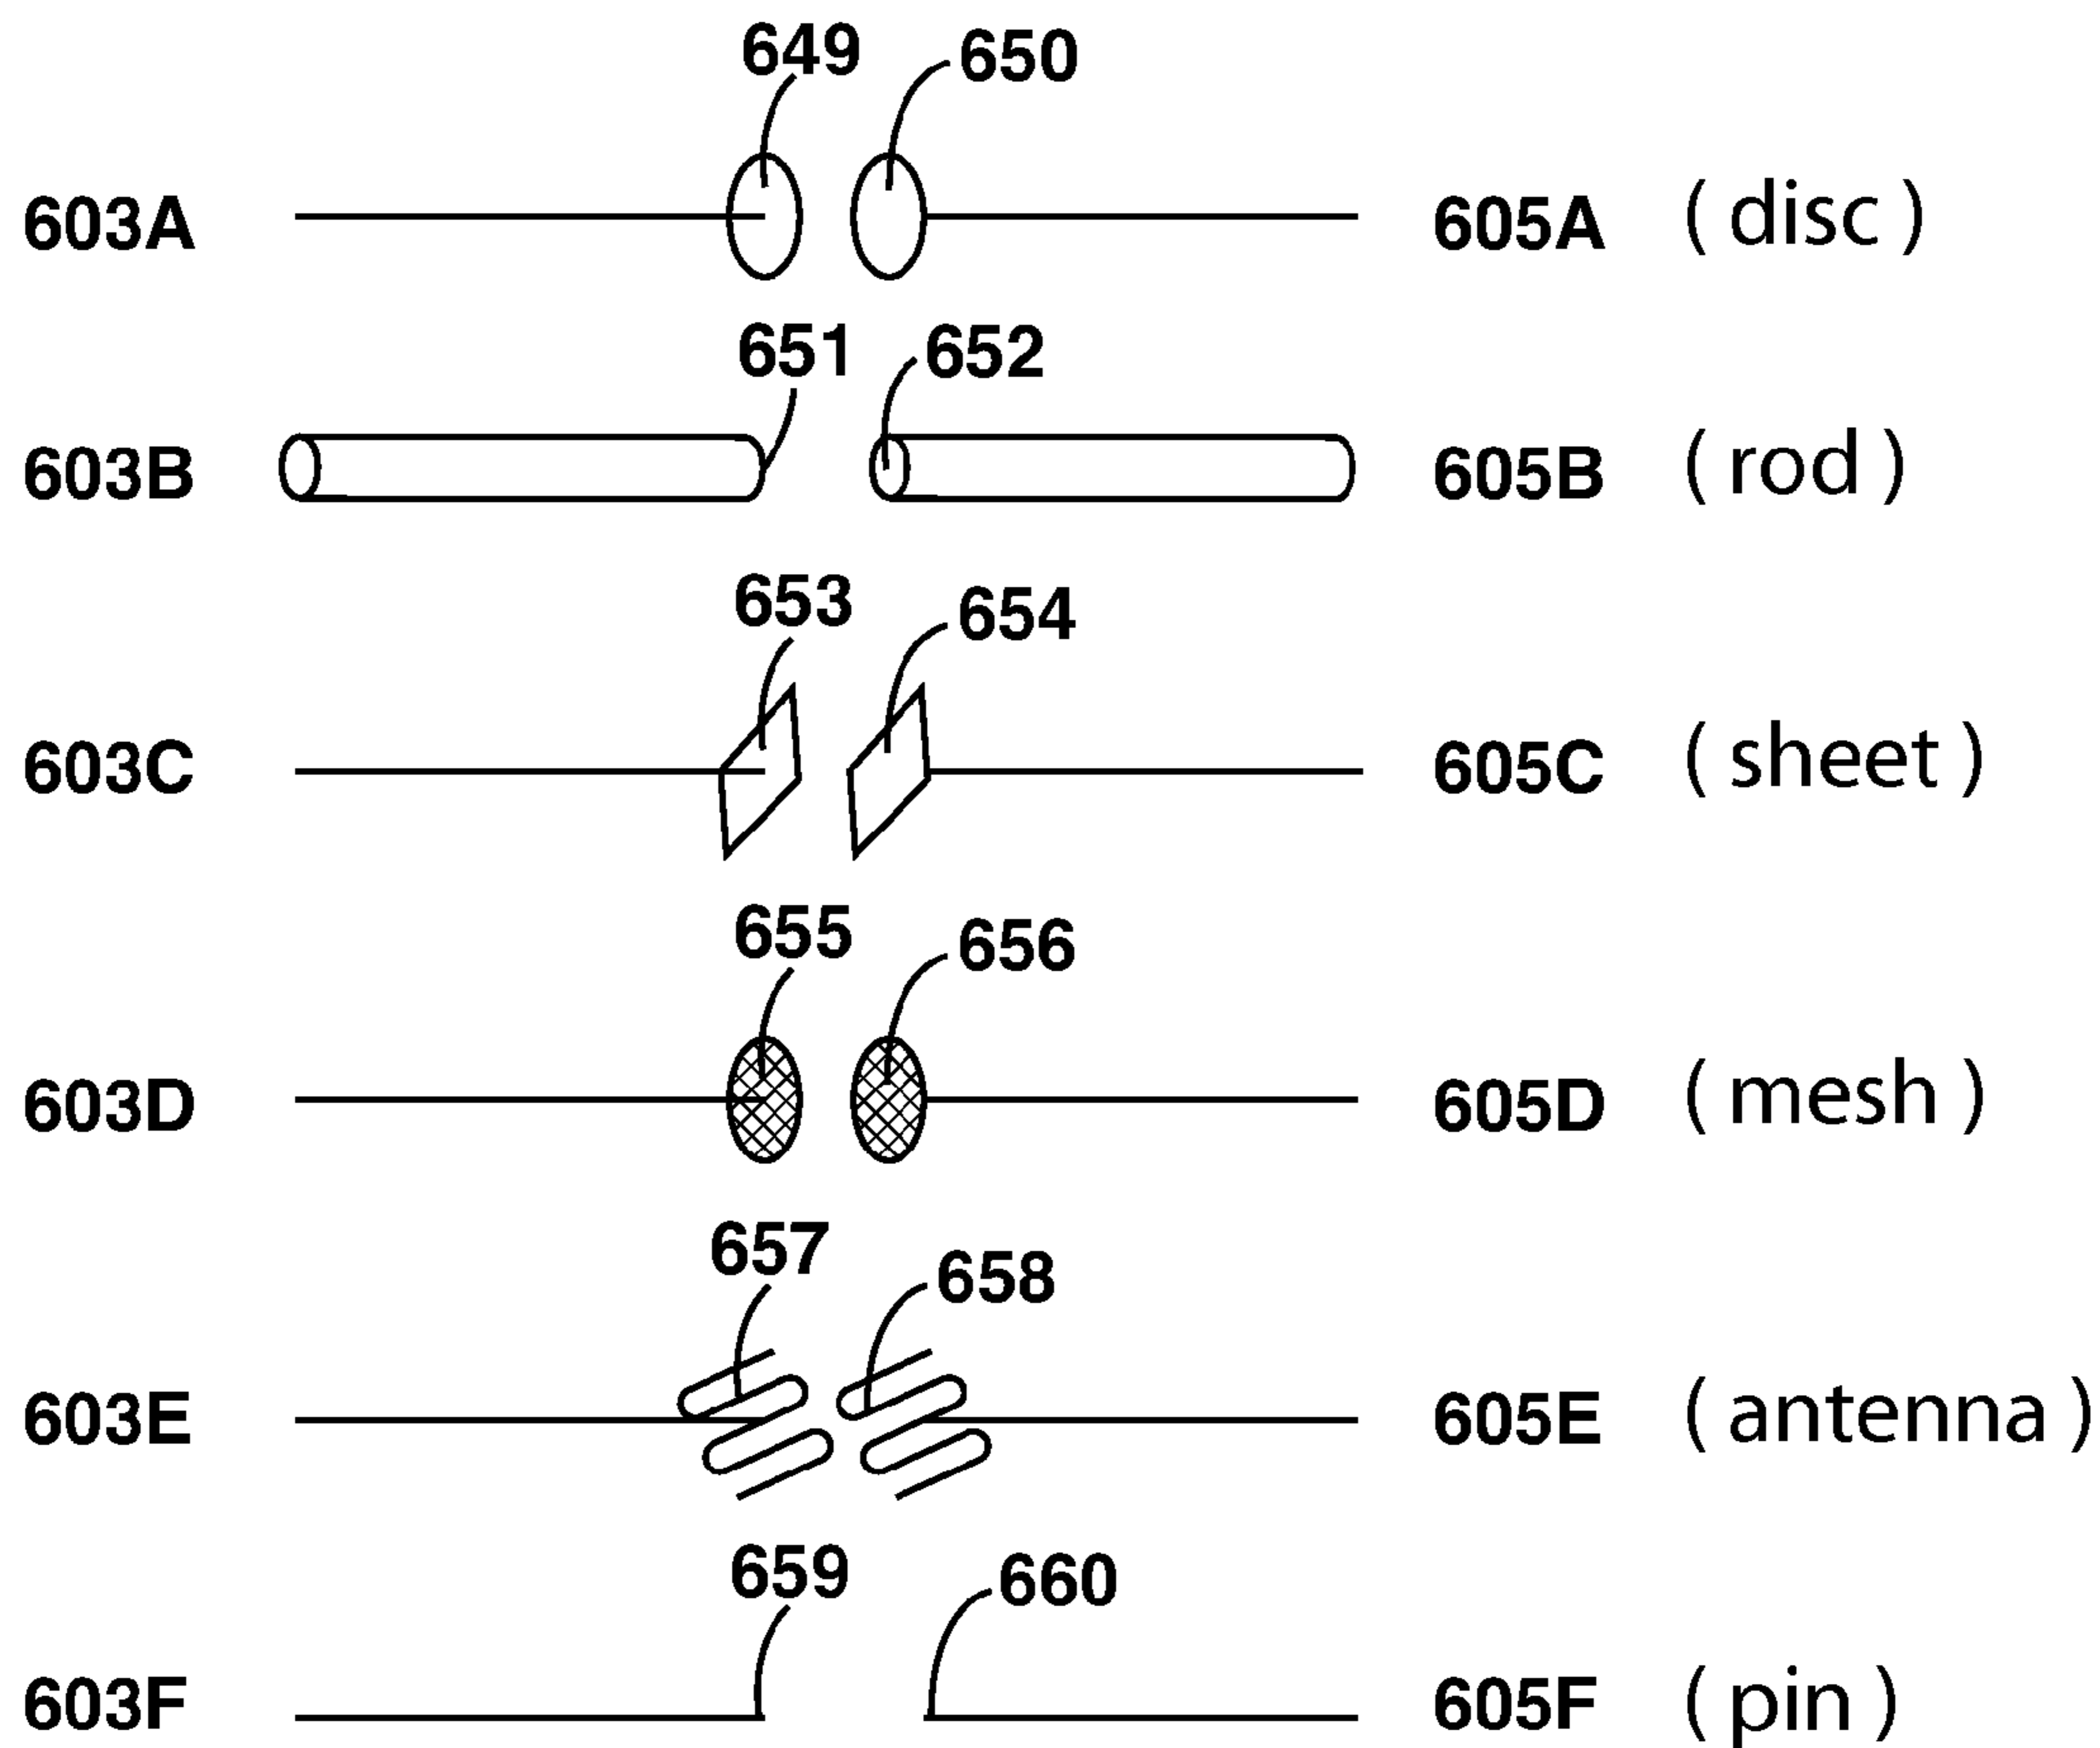 649 650
603A 605A ( disc )
651 652
603B 605B ( rod )
653 654
603C 605C ( sheet )
655 656
603D 605D ( mesh )
657 658
603E 605E ( antenna )
659 660
603F 605F ( pin )